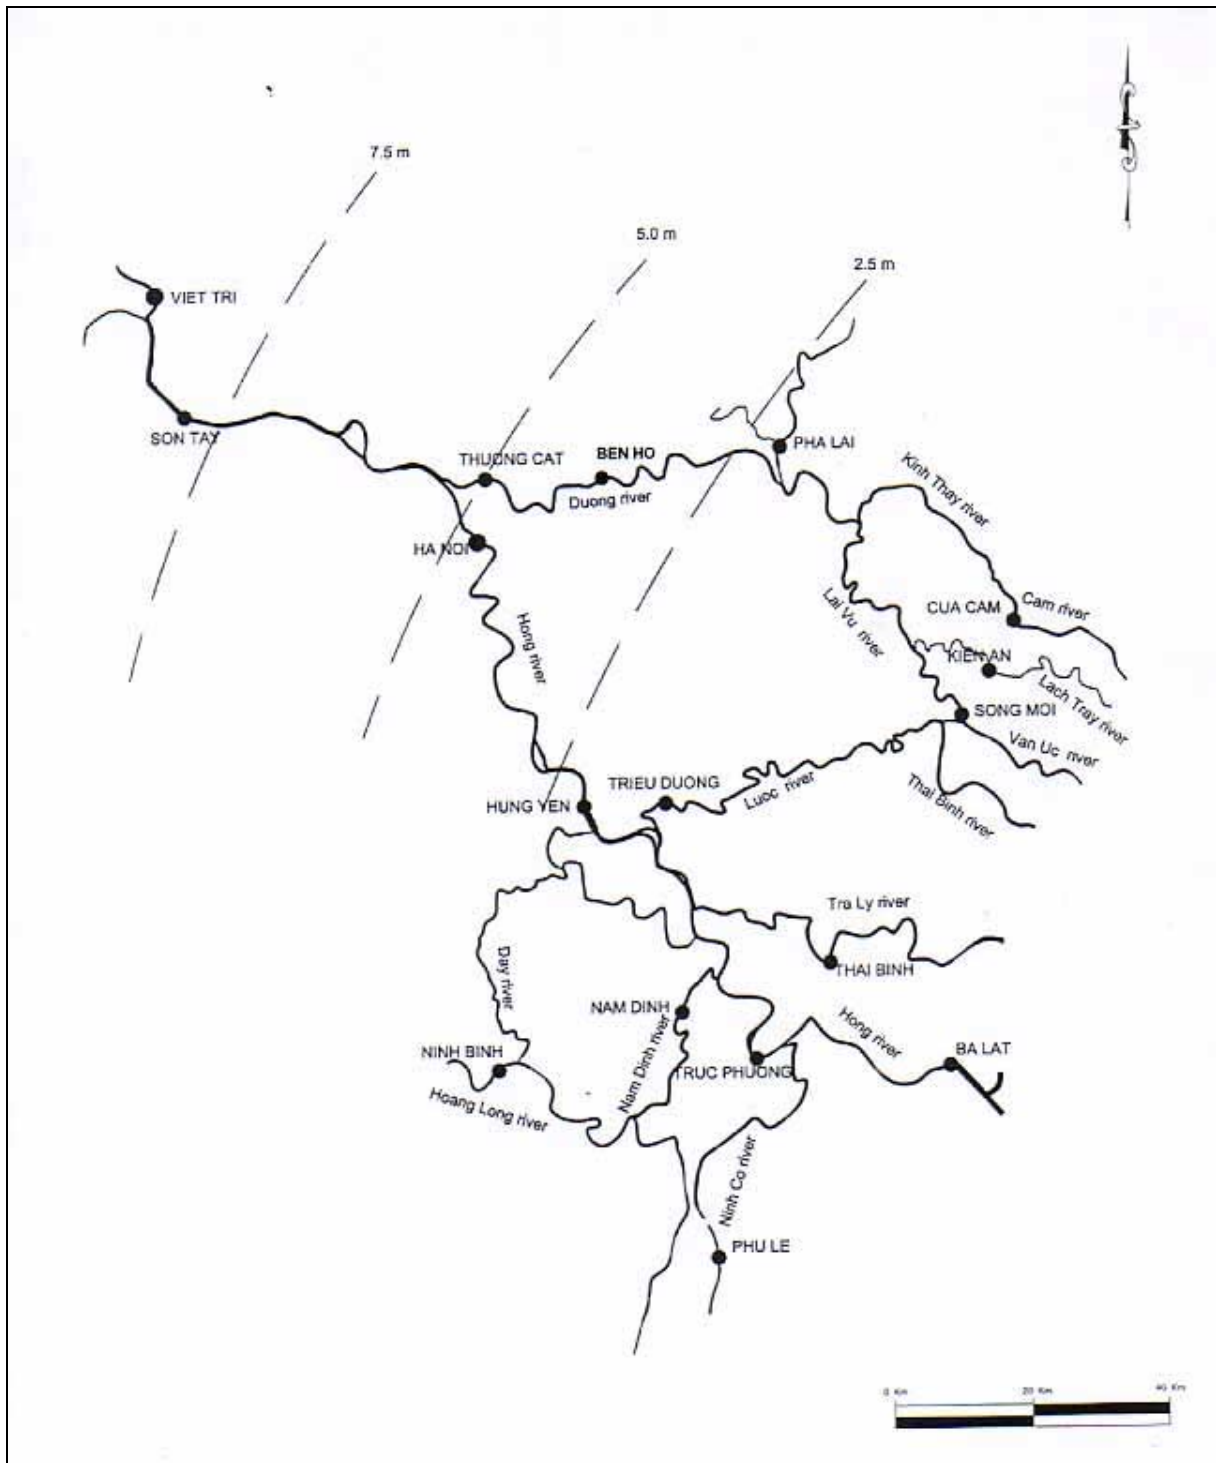 7.5 m
5.0 m
2.5 m
VIET TRI
SON TAY
THUONG CAT
BEN HO
PHA LAI
Duong river
Kinh Thay river
HA NOI
Hong river
Lai Vu river
CUA CAM
Cam river
KIEN AN
Lach Tray river
SONG MOI
Van Uc river
TRIEU DUONG
HUNG YEN
Luoc river
Thai Binh river
Tra Ly river
THAI BINH
Day river
NAM DINH
Hong river
NINH BINH
Nam Dinh river
TRUC PHUONG
BA LAT
Hoang Long river
Ninh Co river
PHU LE
0 Km
20 Km
40 Km